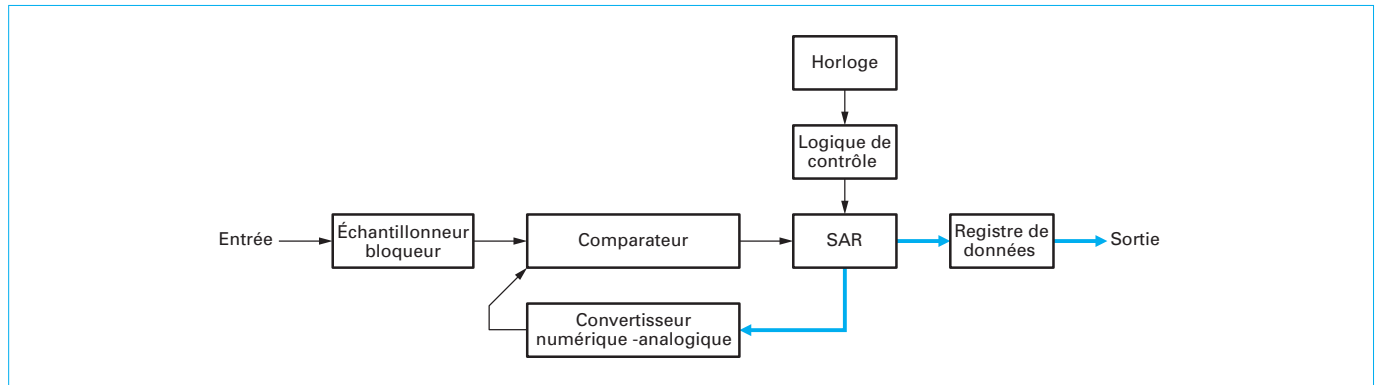 Horloge
Logique de
contrôle
Entrée
Échantillonneur
bloqueur
Comparateur
SAR
Registre de
données
Sortie
Convertisseur
numérique -analogique